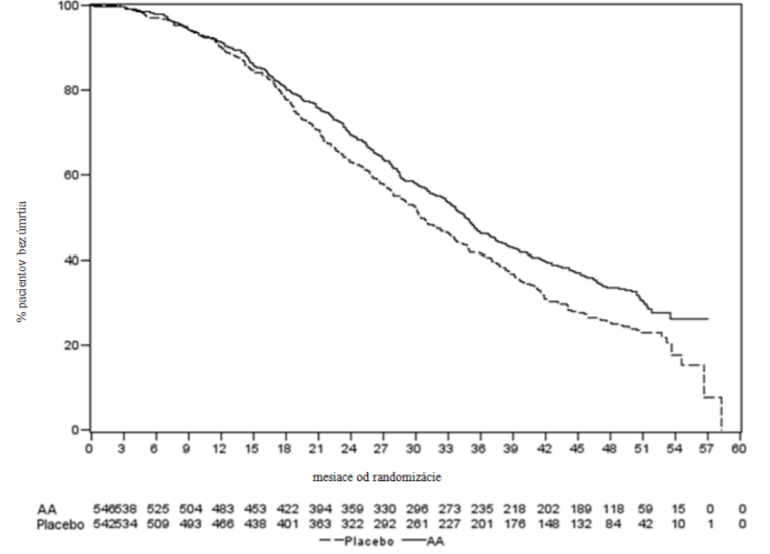 100
80
60
40
20
0
% pacientov bez úmrtia
0 3 6 9 12 15 18 21 24 27 30 33 36 39 42 45 48 51 54 57 60
mesiace od randomizácie
AA 546538 525 504 483 453 422 394 359 330 296 273 235 218 202 189 118 59 15 0 0
Placebo 542534 509 493 466 438 401 363 322 292 261 227 201 176 148 132 84 42 10 1 0
Placebo AA